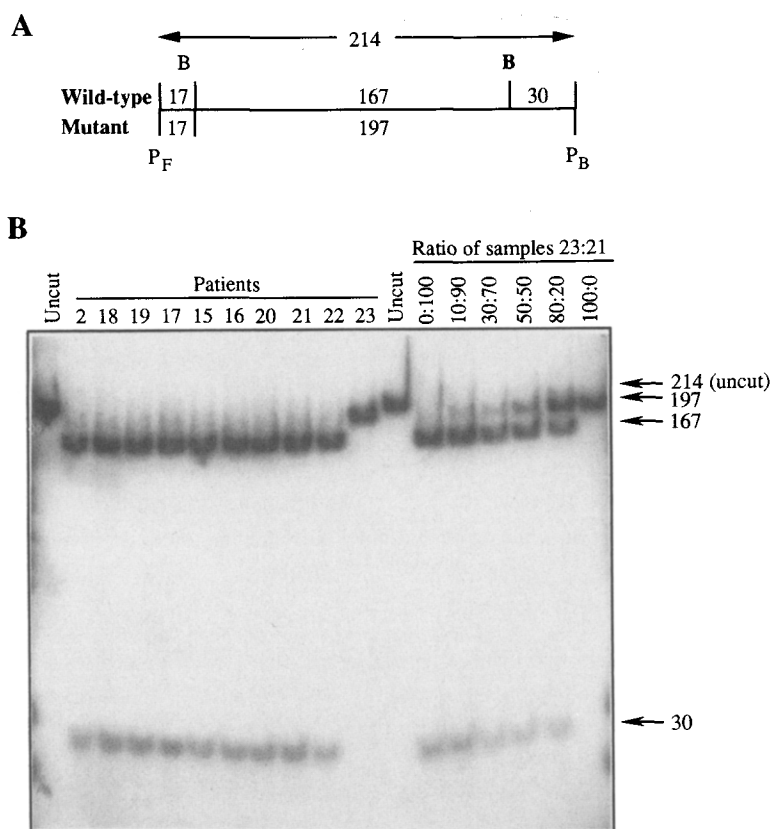 A
214
B B
Wild-type 17 167 30
Mutant 17 197
P_F P_B
B
Ratio of samples 23:21
Uncut Patients Uncut 0:100 10:90 30:70 50:50 80:20 100:0
2 18 19 17 15 16 20 21 22 23
214 (uncut)
197
167
30